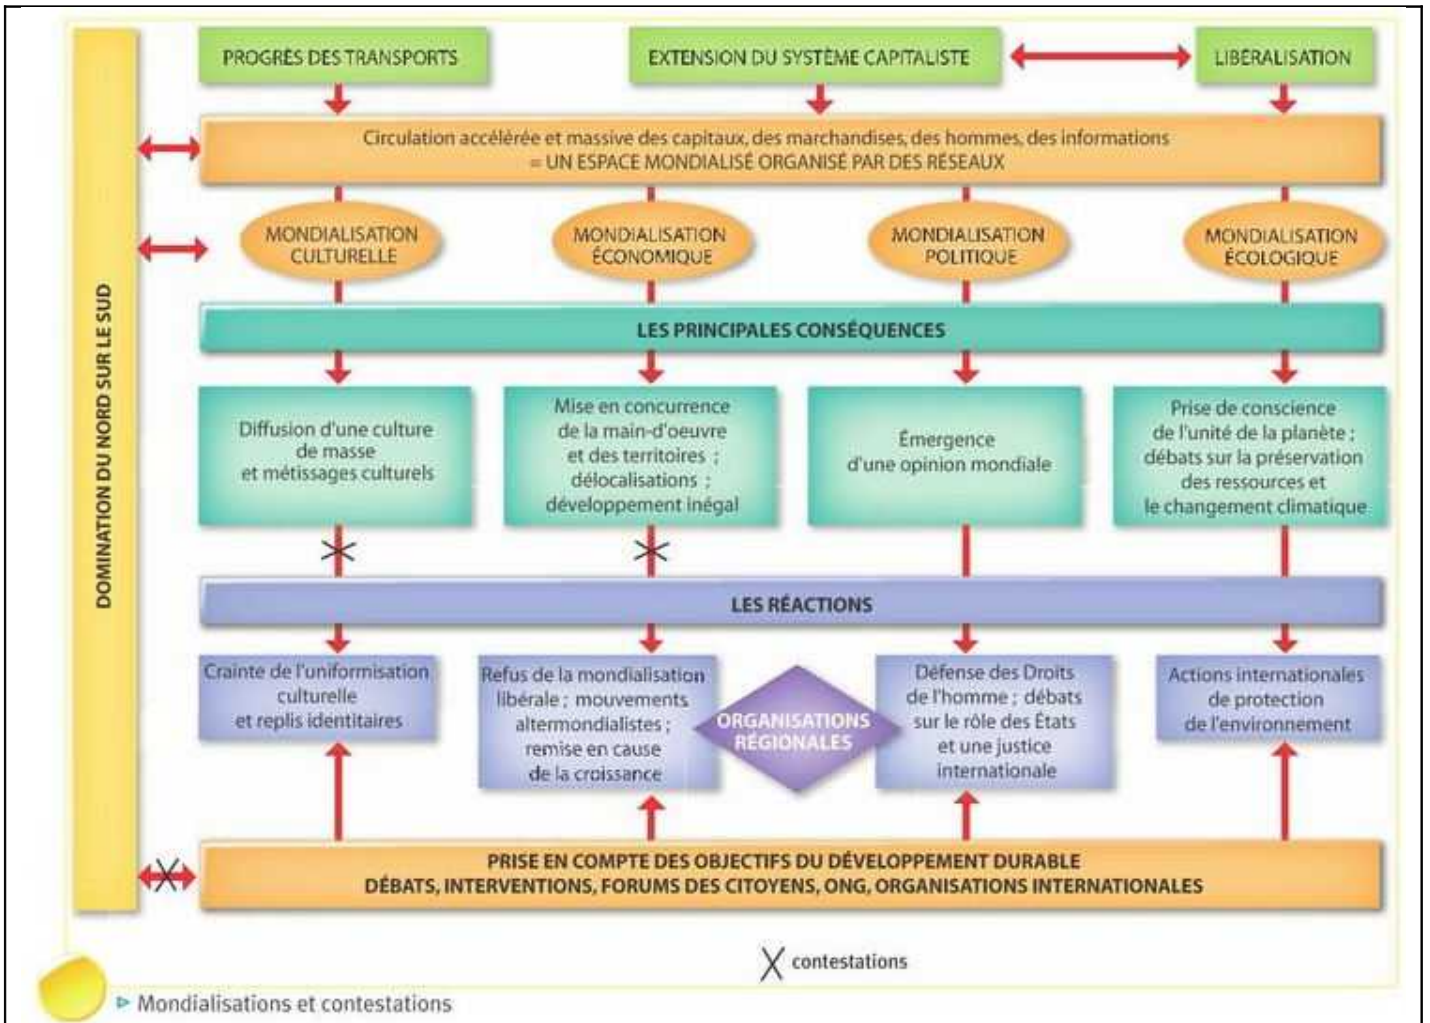 PROGRÈS DES TRANSPORTS
EXTENSION DU SYSTÈME CAPITALISTE
LIBÉRALISATION
DOMINATION DU NORD SUR LE SUD
Circulation accélérée et massive des capitaux, des marchandises, des hommes, des informations
= UN ESPACE MONDIALISÉ ORGANISÉ PAR DES RÉSEAUX
MONDIALISATION
CULTURELLE
MONDIALISATION
ÉCONOMIQUE
MONDIALISATION
POLITIQUE
MONDIALISATION
ÉCOLOGIQUE
LES PRINCIPALES CONSÉQUENCES
Diffusion d'une culture
de masse
et métissages culturels
Mise en concurrence
de la main-d'oeuvre
et des territoires ;
délocalisations ;
développement inégal
Émergence
d'une opinion mondiale
Prise de conscience
de l'unité de la planète ;
débats sur la préservation
des ressources et
le changement climatique
LES RÉACTIONS
Crainte de l'uniformisation
culturelle
et replis identitaires
Refus de la mondialisation
libérale ; mouvements
altermondialistes ;
remise en cause
de la croissance
ORGANISATIONS
RÉGIONALES
Défense des Droits
de l'homme ; débats
sur le rôle des États
et une justice
internationale
Actions internationales
de protection
de l'environnement
PRISE EN COMPTE DES OBJECTIFS DU DÉVELOPPEMENT DURABLE
DÉBATS, INTERVENTIONS, FORUMS DES CITOYENS, ONG, ORGANISATIONS INTERNATIONALES
contestations
Mondialisations et contestations